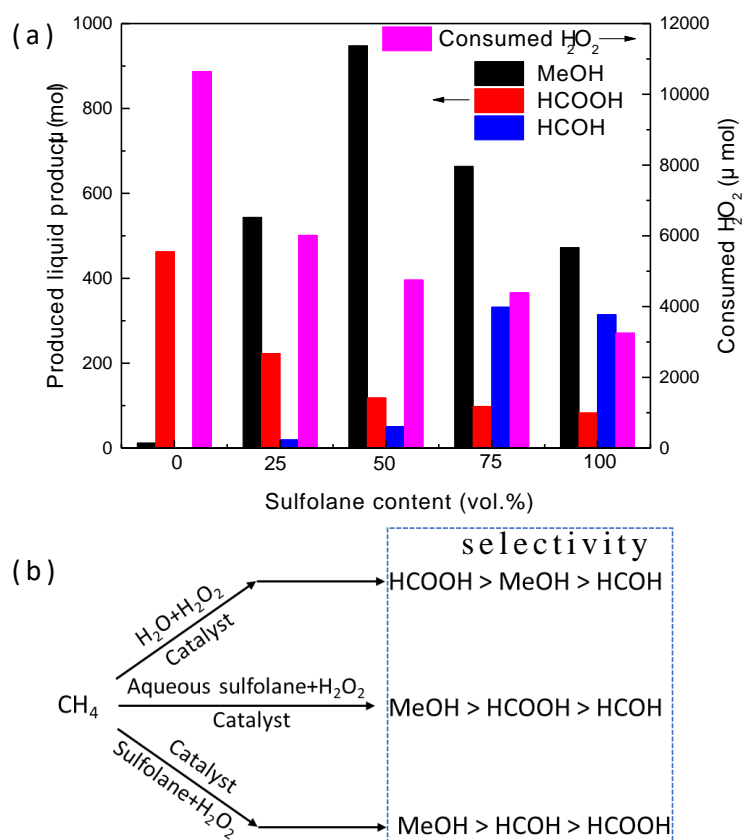 (a)
Consumed H₂O₂
MeOH
HCOOH
HCOH
1000
800
600
400
200
0
12000
10000
8000
6000
4000
2000
0
Produced liquid product (μ mol)
Consumed H₂O₂ (μ mol)
0 25 50 75 100
Sulfolane content (vol.%)
(b)
selectivity
H₂O+H₂O₂
Catalyst
HCOOH > MeOH > HCOH
CH₄
Aqueous sulfolane+H₂O₂
Catalyst
MeOH > HCOOH > HCOH
Catalyst
Sulfolane+H₂O₂
MeOH > HCOH > HCOOH